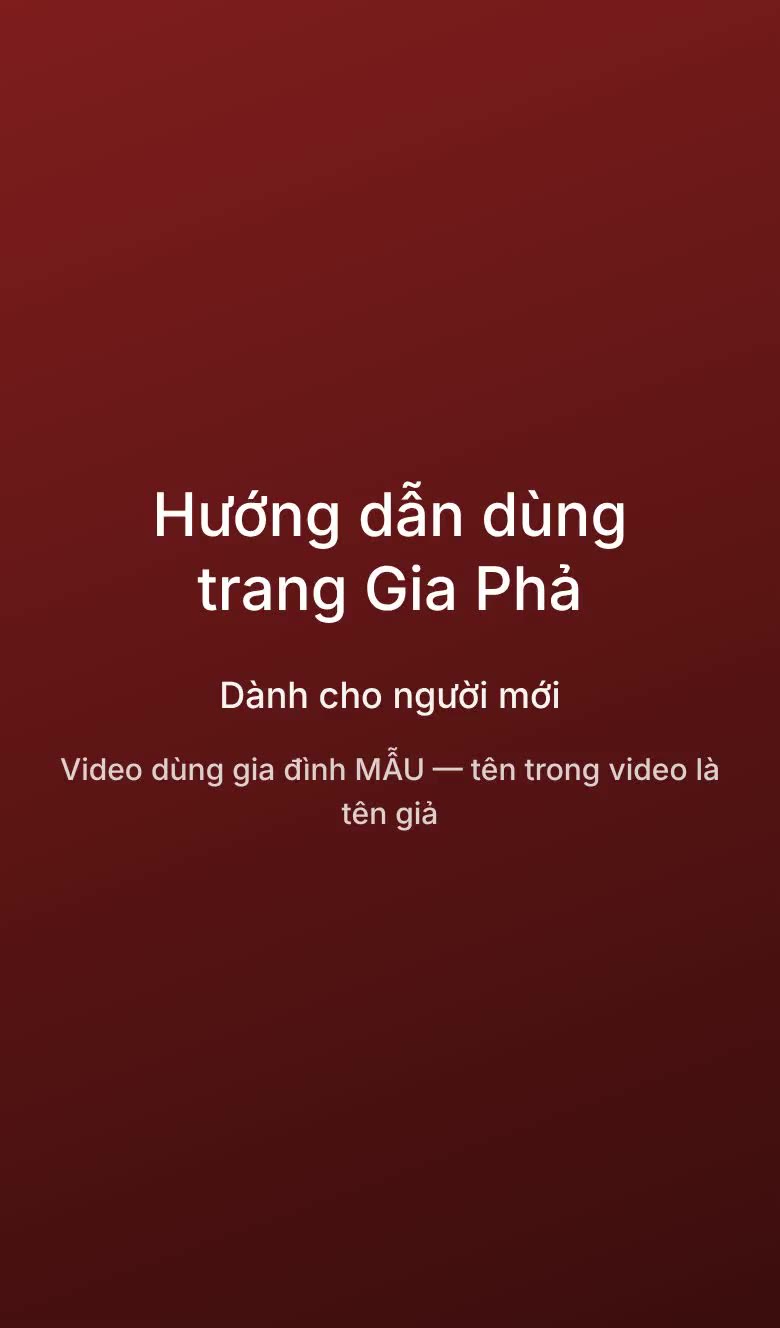 Hướng dẫn dùng
trang Gia Phả
Dành cho người mới
Video dùng gia đình MẪU — tên trong video là
tên giả